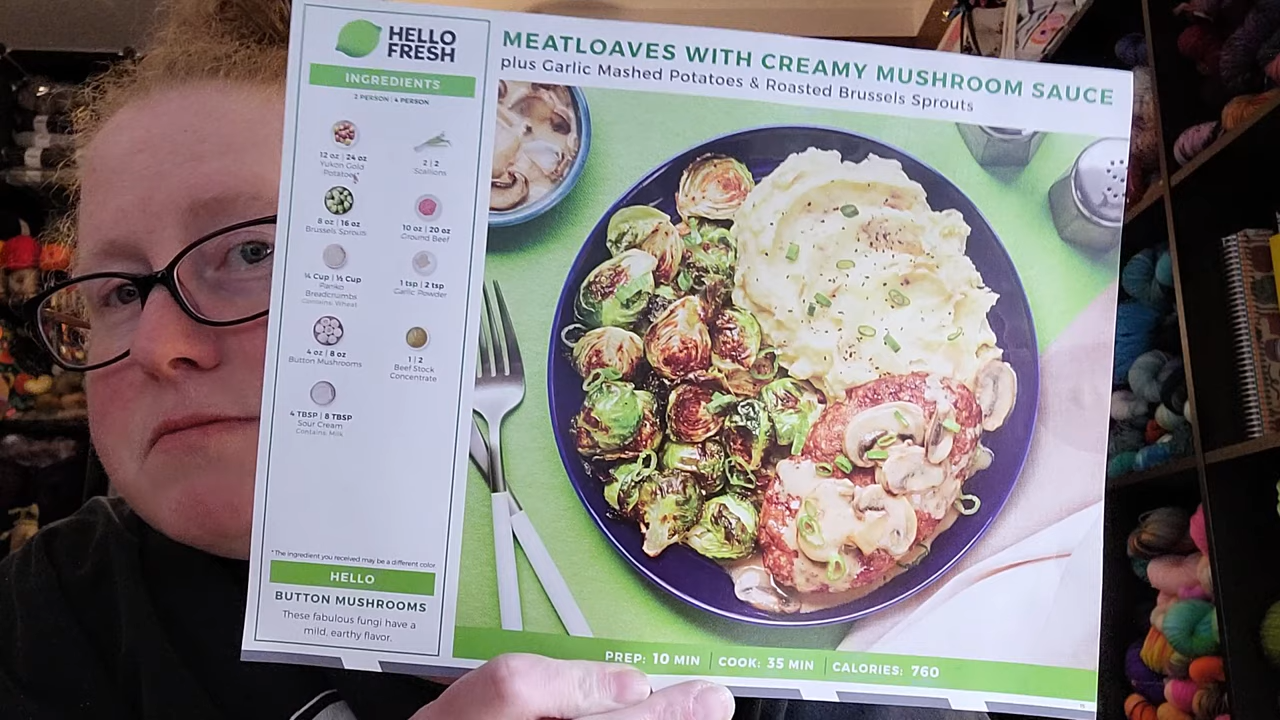 HELLO
FRESH
INGREDIENTS
2 PERSON | 4 PERSON
12 oz | 24 oz
Yukon Gold
Potatoes*
2 | 2
Scallions
8 oz | 16 oz
Brussels Sprouts
10 oz | 20 oz
Ground Beef
¼ Cup | ½ Cup
Panko
Breadcrumbs
Contains: Wheat
1 tsp | 2 tsp
Garlic Powder
4 oz | 8 oz
Button Mushrooms
1 | 2
Beef Stock
Concentrate
4 TBSP | 8 TBSP
Sour Cream
Contains: Milk
*The ingredient you received may be a different color.
HELLO
BUTTON MUSHROOMS
These fabulous fungi have a
mild, earthy flavor.
MEATLOAVES WITH CREAMY MUSHROOM SAUCE
plus Garlic Mashed Potatoes & Roasted Brussels Sprouts
PREP: 10 MIN | COOK: 35 MIN | CALORIES: 760